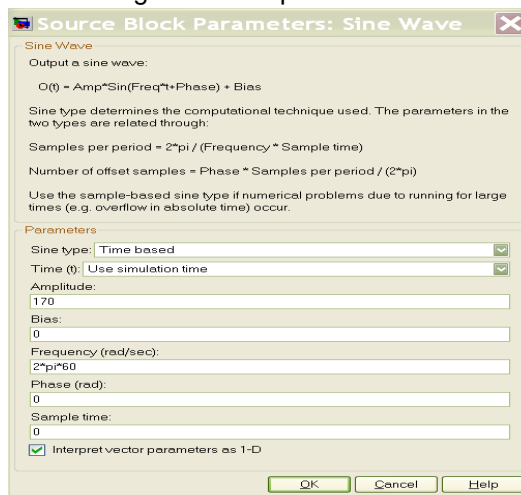 Source Block Parameters: Sine Wave
Sine Wave
Output a sine wave:
O(t) = Amp*Sin(Freq*t+Phase) + Bias
Sine type determines the computational technique used. The parameters in the
two types are related through:
Samples per period = 2*pi / (Frequency * Sample time)
Number of offset samples = Phase * Samples per period / (2*pi)
Use the sample-based sine type if numerical problems due to running for large
times (e.g. overflow in absolute time) occur.
Parameters
Sine type: Time based
Time (t): Use simulation time
Amplitude:
170
Bias:
0
Frequency (rad/sec):
2*pi*60
Phase (rad):
0
Sample time:
0
Interpret vector parameters as 1-D
OK Cancel Help